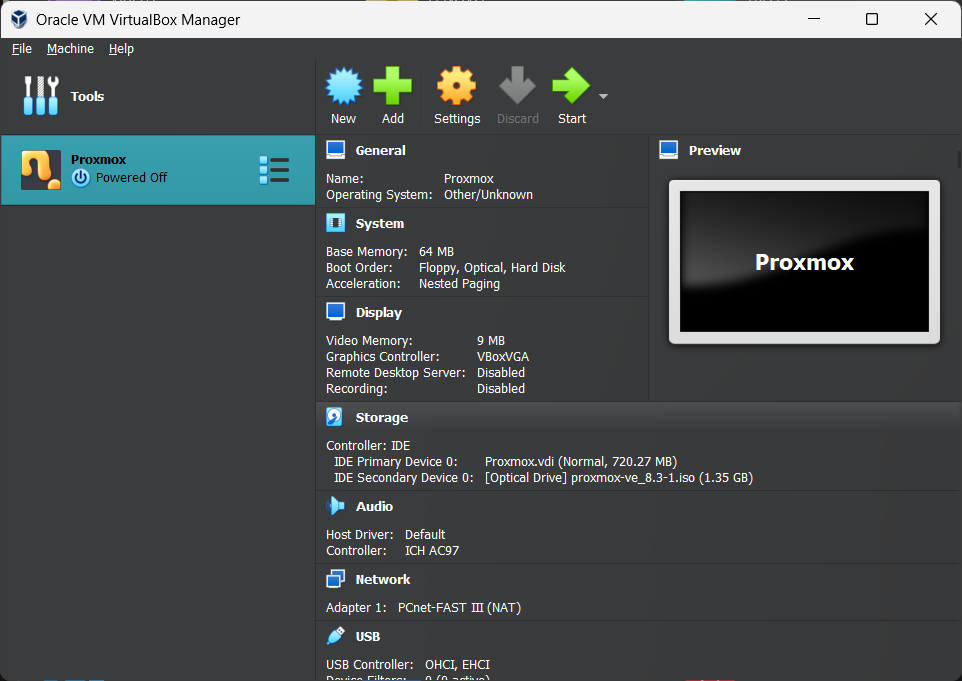 Oracle VM VirtualBox Manager
File Machine Help
Tools
New Add Settings Discard Start
Proxmox
Powered Off
General
Name: Proxmox
Operating System: Other/Unknown
System
Base Memory: 64 MB
Boot Order: Floppy, Optical, Hard Disk
Acceleration: Nested Paging
Display
Video Memory: 9 MB
Graphics Controller: VBoxVGA
Remote Desktop Server: Disabled
Recording: Disabled
Preview
Proxmox
Storage
Controller: IDE
IDE Primary Device 0: Proxmox.vdi (Normal, 720.27 MB)
IDE Secondary Device 0: [Optical Drive] proxmox-ve_8.3-1.iso (1.35 GB)
Audio
Host Driver: Default
Controller: ICH AC97
Network
Adapter 1: PCnet-FAST III (NAT)
USB
USB Controller: OHCI, EHCI
Device Filters: 0 (0 active)